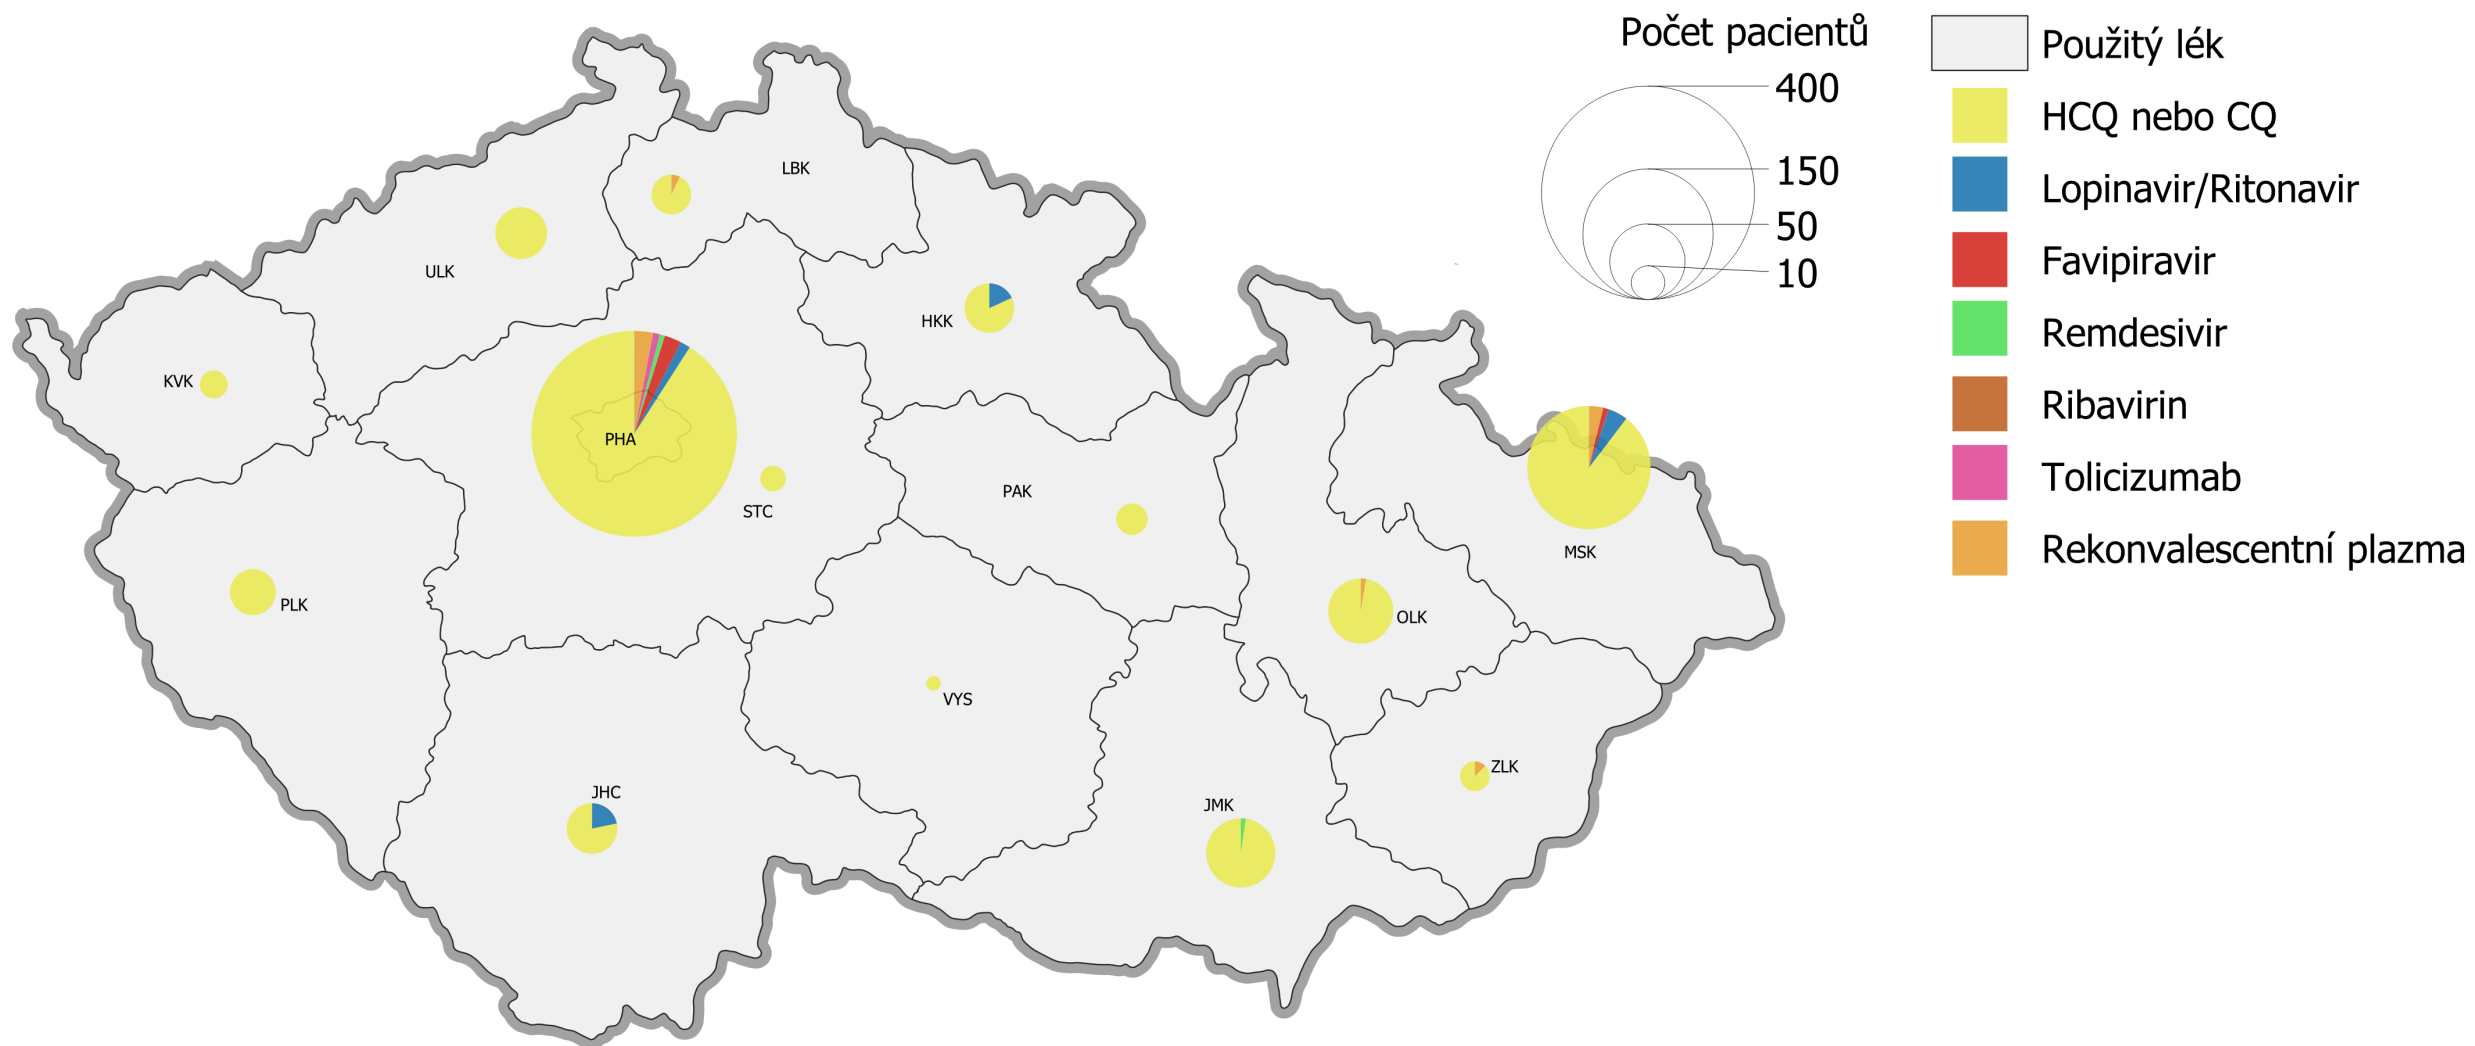 Počet pacientů
400
150
50
10
Použitý lék
HCQ nebo CQ
Lopinavir/Ritonavir
Favipiravir
Remdesivir
Ribavirin
Tolicizumab
Rekonvalescentní plazma
LBK
ULK
HKK
KVK
PHA
STC
PAK
MSK
PLK
OLK
VYS
ZLK
JHC
JMK